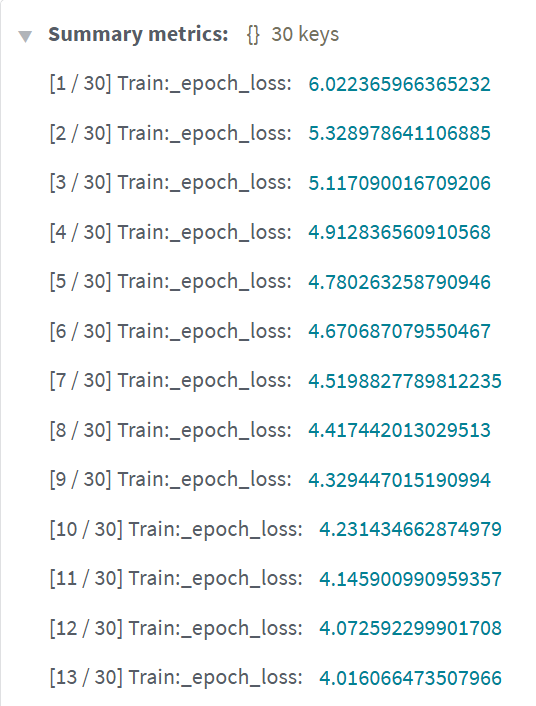 Summary metrics: {} 30 keys
[1 / 30] Train:_epoch_loss: 6.022365966365232
[2 / 30] Train:_epoch_loss: 5.328978641106885
[3 / 30] Train:_epoch_loss: 5.117090016709206
[4 / 30] Train:_epoch_loss: 4.912836560910568
[5 / 30] Train:_epoch_loss: 4.780263258790946
[6 / 30] Train:_epoch_loss: 4.670687079550467
[7 / 30] Train:_epoch_loss: 4.5198827789812235
[8 / 30] Train:_epoch_loss: 4.417442013029513
[9 / 30] Train:_epoch_loss: 4.329447015190994
[10 / 30] Train:_epoch_loss: 4.231434662874979
[11 / 30] Train:_epoch_loss: 4.145900990959357
[12 / 30] Train:_epoch_loss: 4.072592299901708
[13 / 30] Train:_epoch_loss: 4.016066473507966